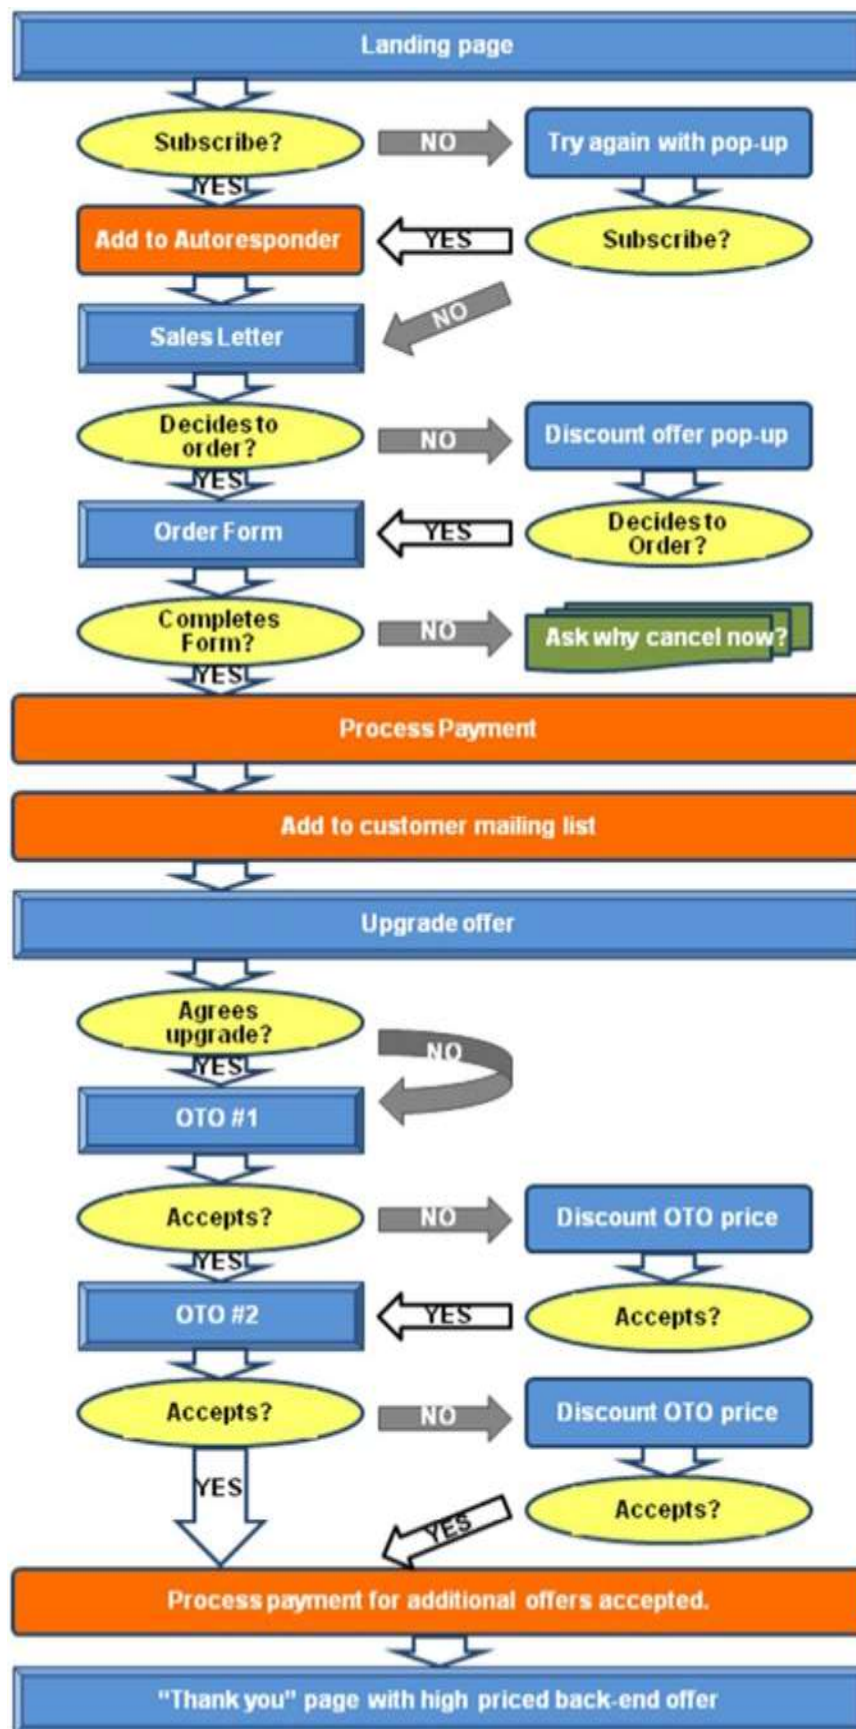 Landing page
Subscribe?
NO
Try again with pop-up
YES
Add to Autoresponder
YES
Subscribe?
NO
Sales Letter
Decides to
order?
NO
Discount offer pop-up
YES
Order Form
YES
Decides to
Order?
Completes
Form?
NO
Ask why cancel now?
YES
Process Payment
Add to customer mailing list
Upgrade offer
Agrees
upgrade?
NO
YES
OTO #1
Accepts?
NO
Discount OTO price
YES
OTO #2
YES
Accepts?
Accepts?
NO
Discount OTO price
YES
Accepts?
YES
Process payment for additional offers accepted.
“Thank you” page with high priced back-end offer